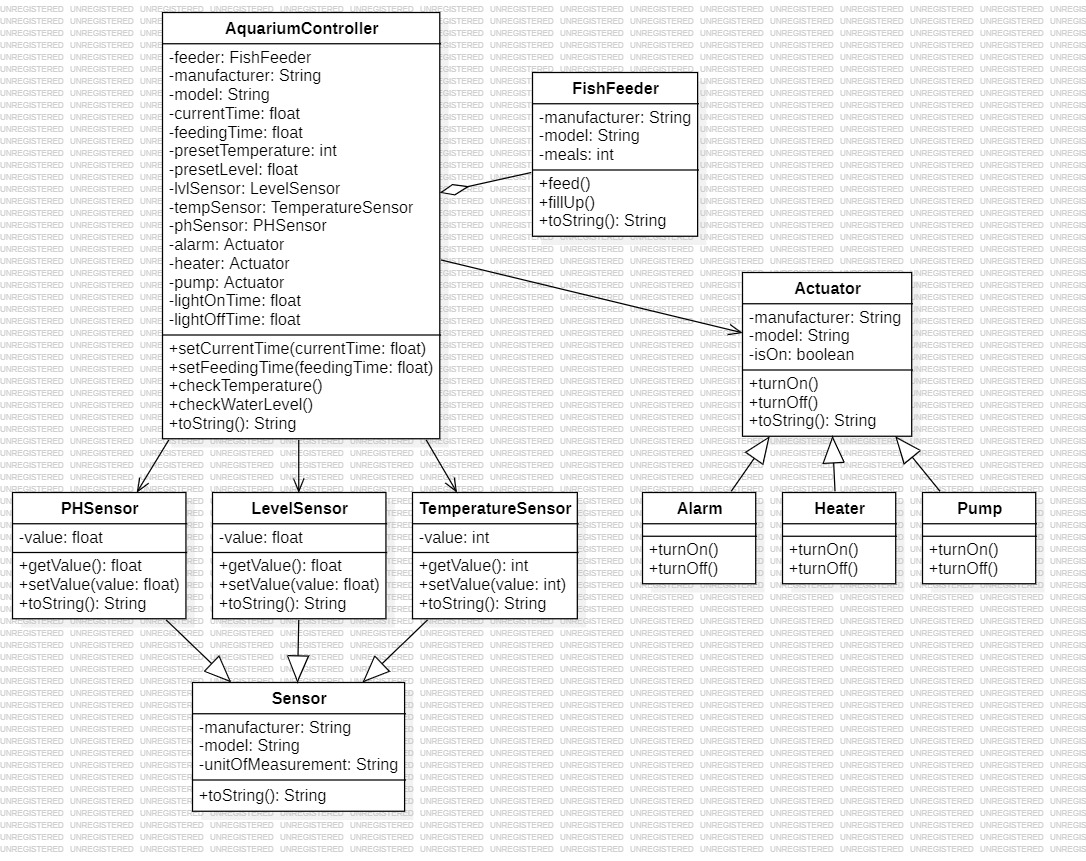 AquariumController
-feeder: FishFeeder
-manufacturer: String
-model: String
-currentTime: float
-feedingTime: float
-presetTemperature: int
-presetLevel: float
-lvlSensor: LevelSensor
-tempSensor: TemperatureSensor
-phSensor: PHSensor
-alarm: Actuator
-heater: Actuator
-pump: Actuator
-lightOnTime: float
-lightOffTime: float
+setCurrentTime(currentTime: float)
+setFeedingTime(feedingTime: float)
+checkTemperature()
+checkWaterLevel()
+toString(): String
FishFeeder
-manufacturer: String
-model: String
-meals: int
+feed()
+fillUp()
+toString(): String
Actuator
-manufacturer: String
-model: String
-isOn: boolean
+turnOn()
+turnOff()
+toString(): String
PHSensor
-value: float
+getValue(): float
+setValue(value: float)
+toString(): String
LevelSensor
-value: float
+getValue(): float
+setValue(value: float)
+toString(): String
TemperatureSensor
-value: int
+getValue(): int
+setValue(value: int)
+toString(): String
Alarm
+turnOn()
+turnOff()
Heater
+turnOn()
+turnOff()
Pump
+turnOn()
+turnOff()
Sensor
-manufacturer: String
-model: String
-unitOfMeasurement: String
+toString(): String
UNREGISTERED